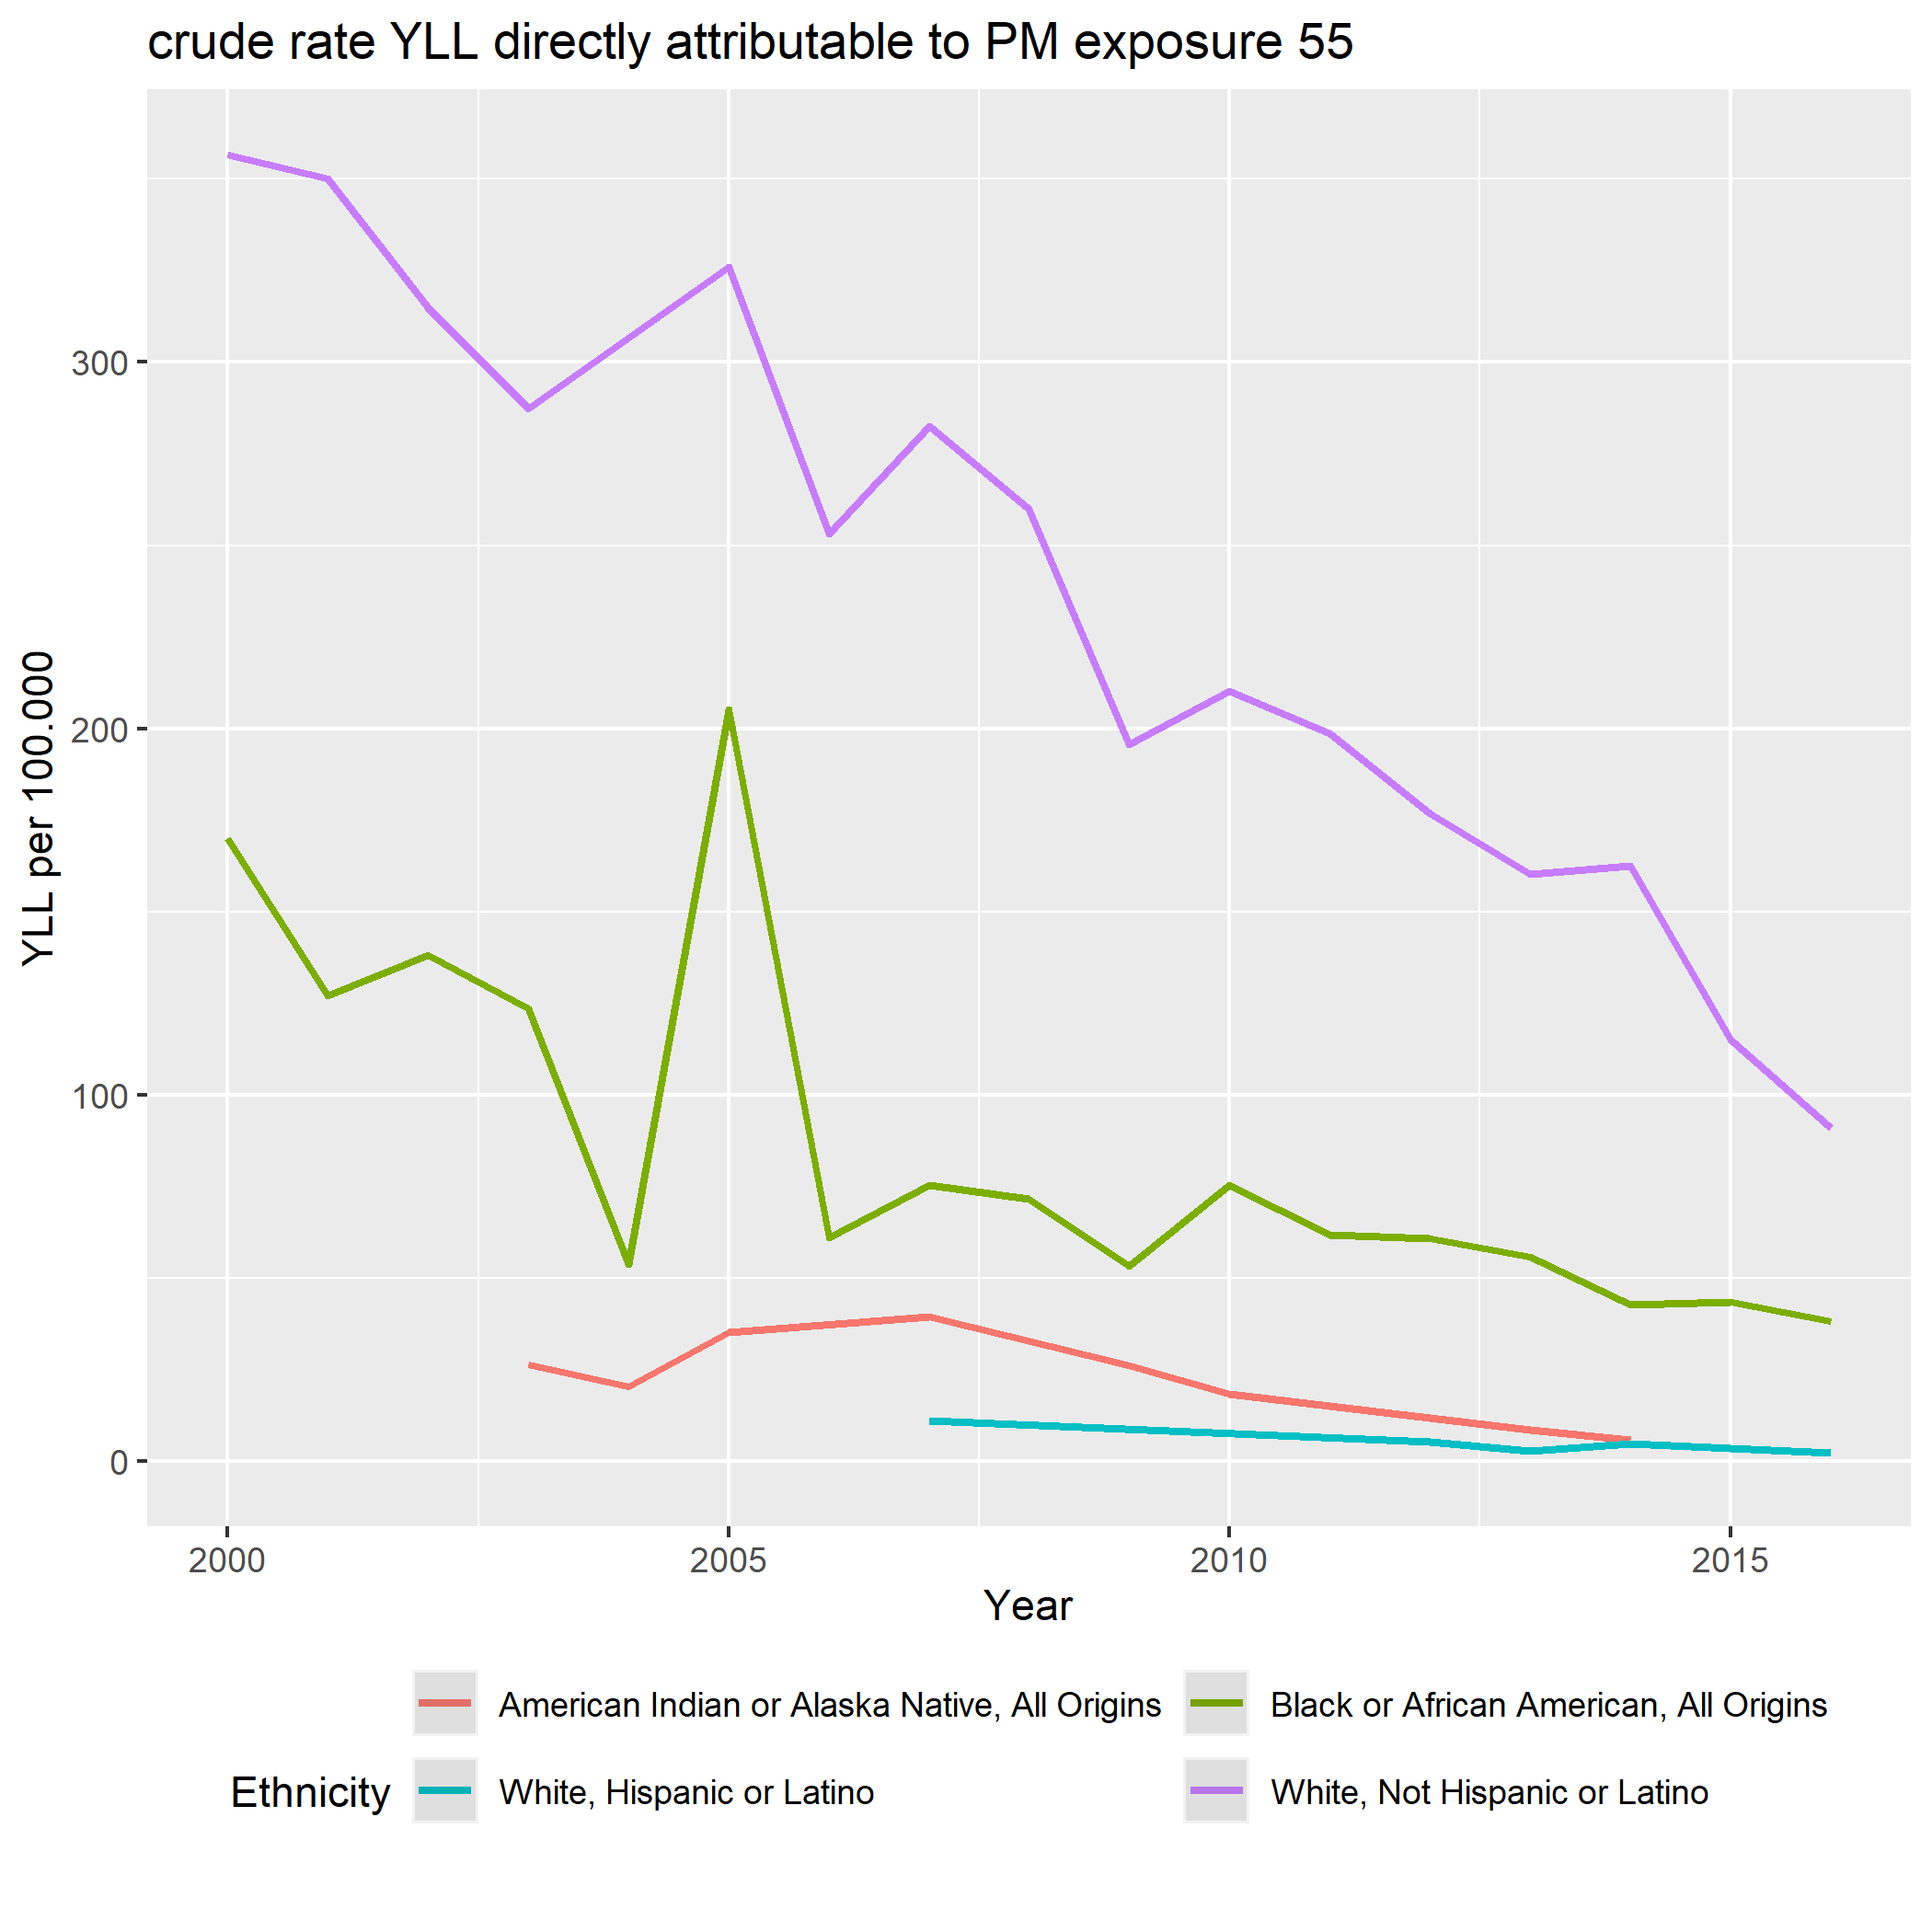 crude rate YLL directly attributable to PM exposure 55
YLL per 100.000
300
200
100
0
2000 2005 2010 2015
Year
Ethnicity
American Indian or Alaska Native, All Origins
Black or African American, All Origins
White, Hispanic or Latino
White, Not Hispanic or Latino